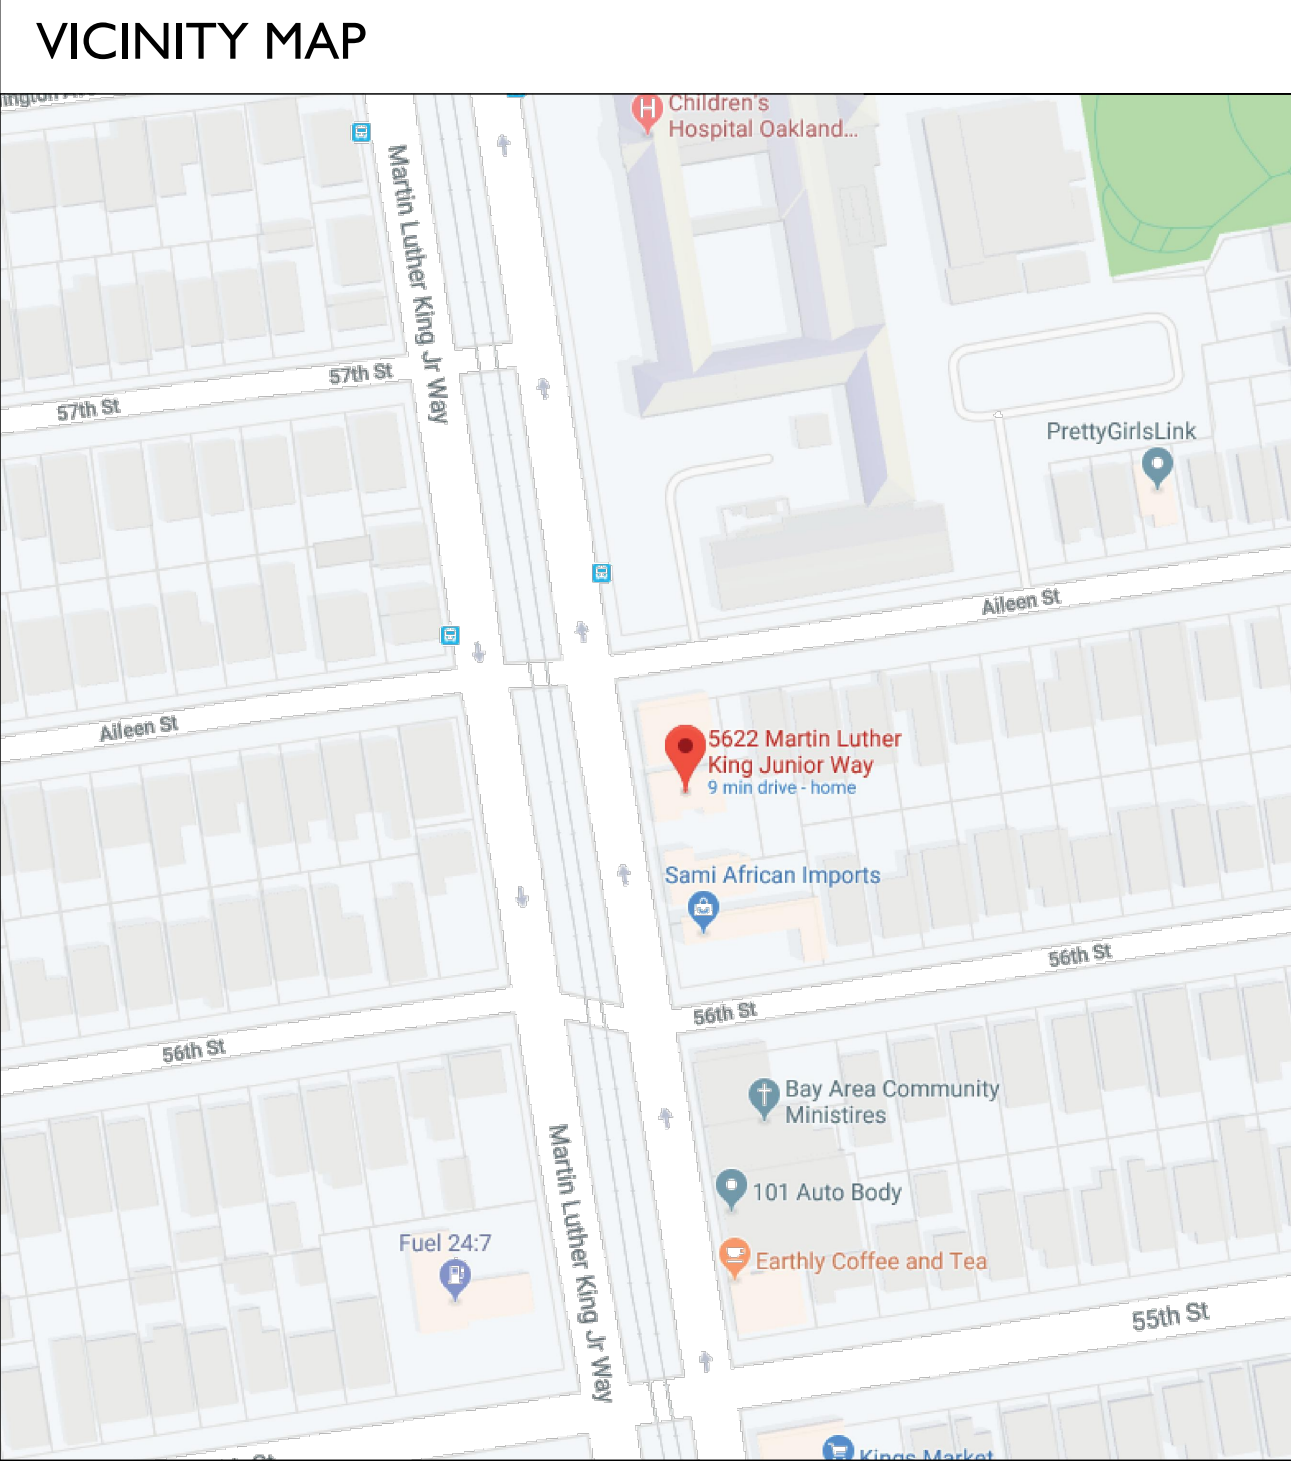 VICINITY MAP
Children's
Hospital Oakland...
Martin Luther King Jr Way
57th St
57th St
PrettyGirlsLink
Aileen St
Aileen St
5622 Martin Luther
King Junior Way
9 min drive - home
Sami African Imports
56th St
56th St
56th St
Bay Area Community
Ministires
Martin Luther King Jr Way
101 Auto Body
Fuel 24:7
Earthly Coffee and Tea
55th St
Kings Market